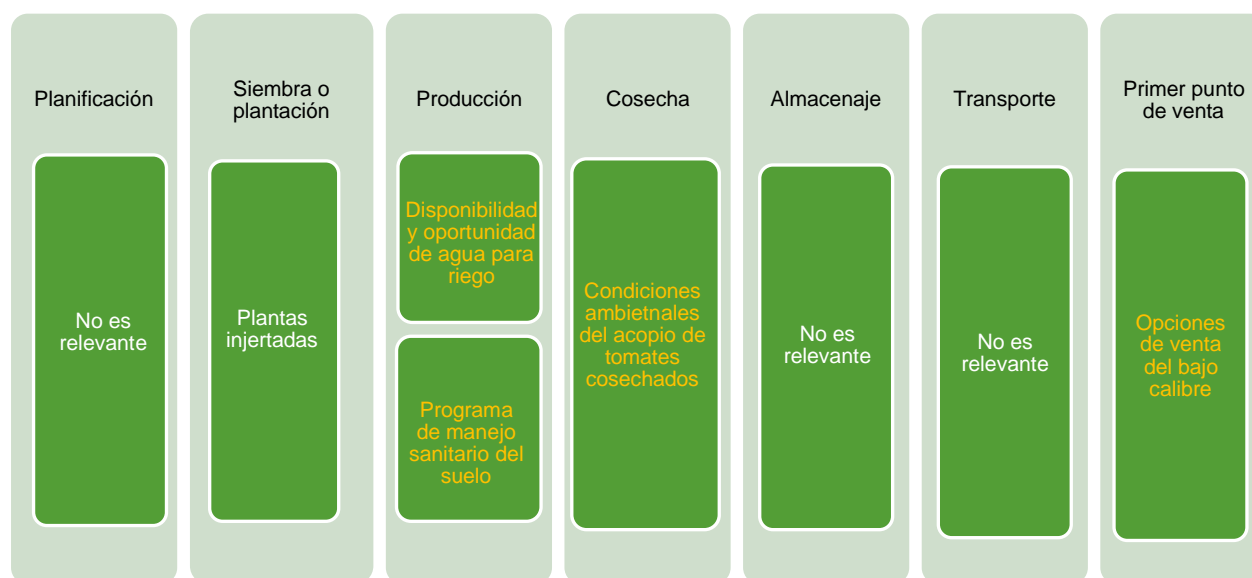 Planificación
No es
relevante
Siembra o
plantación
Plantas
injertadas
Producción
Disponibilidad
y oportunidad
de agua para
riego
Programa
de manejo
sanitario del
suelo
Cosecha
Condiciones
ambietnales
del acopio de
tomates
cosechados
Almacenaje
No es
relevante
Transporte
No es
relevante
Primer punto
de venta
Opciones
de venta
del bajo
calibre